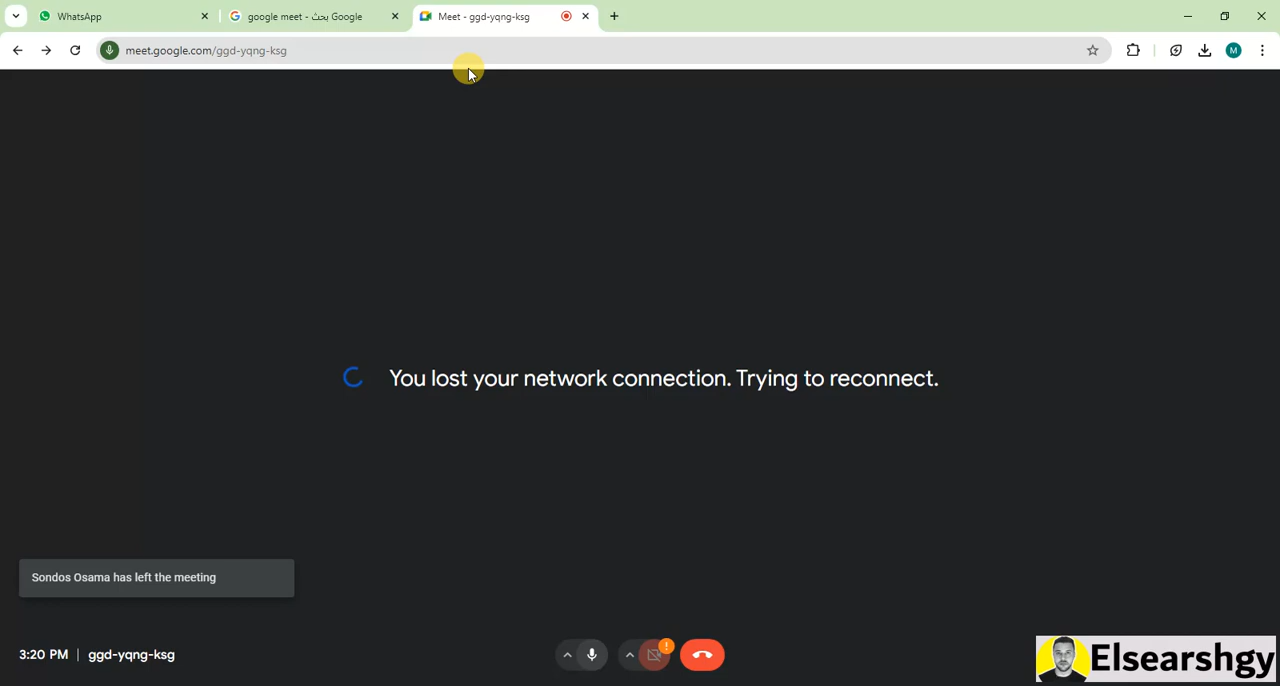 WhatsApp
google meet - بحث Google
Meet - ggd-yqng-ksg
meet.google.com/ggd-yqng-ksg
M
You lost your network connection. Trying to reconnect.
Sondos Osama has left the meeting
3:20 PM | ggd-yqng-ksg
!
Elsearshgy